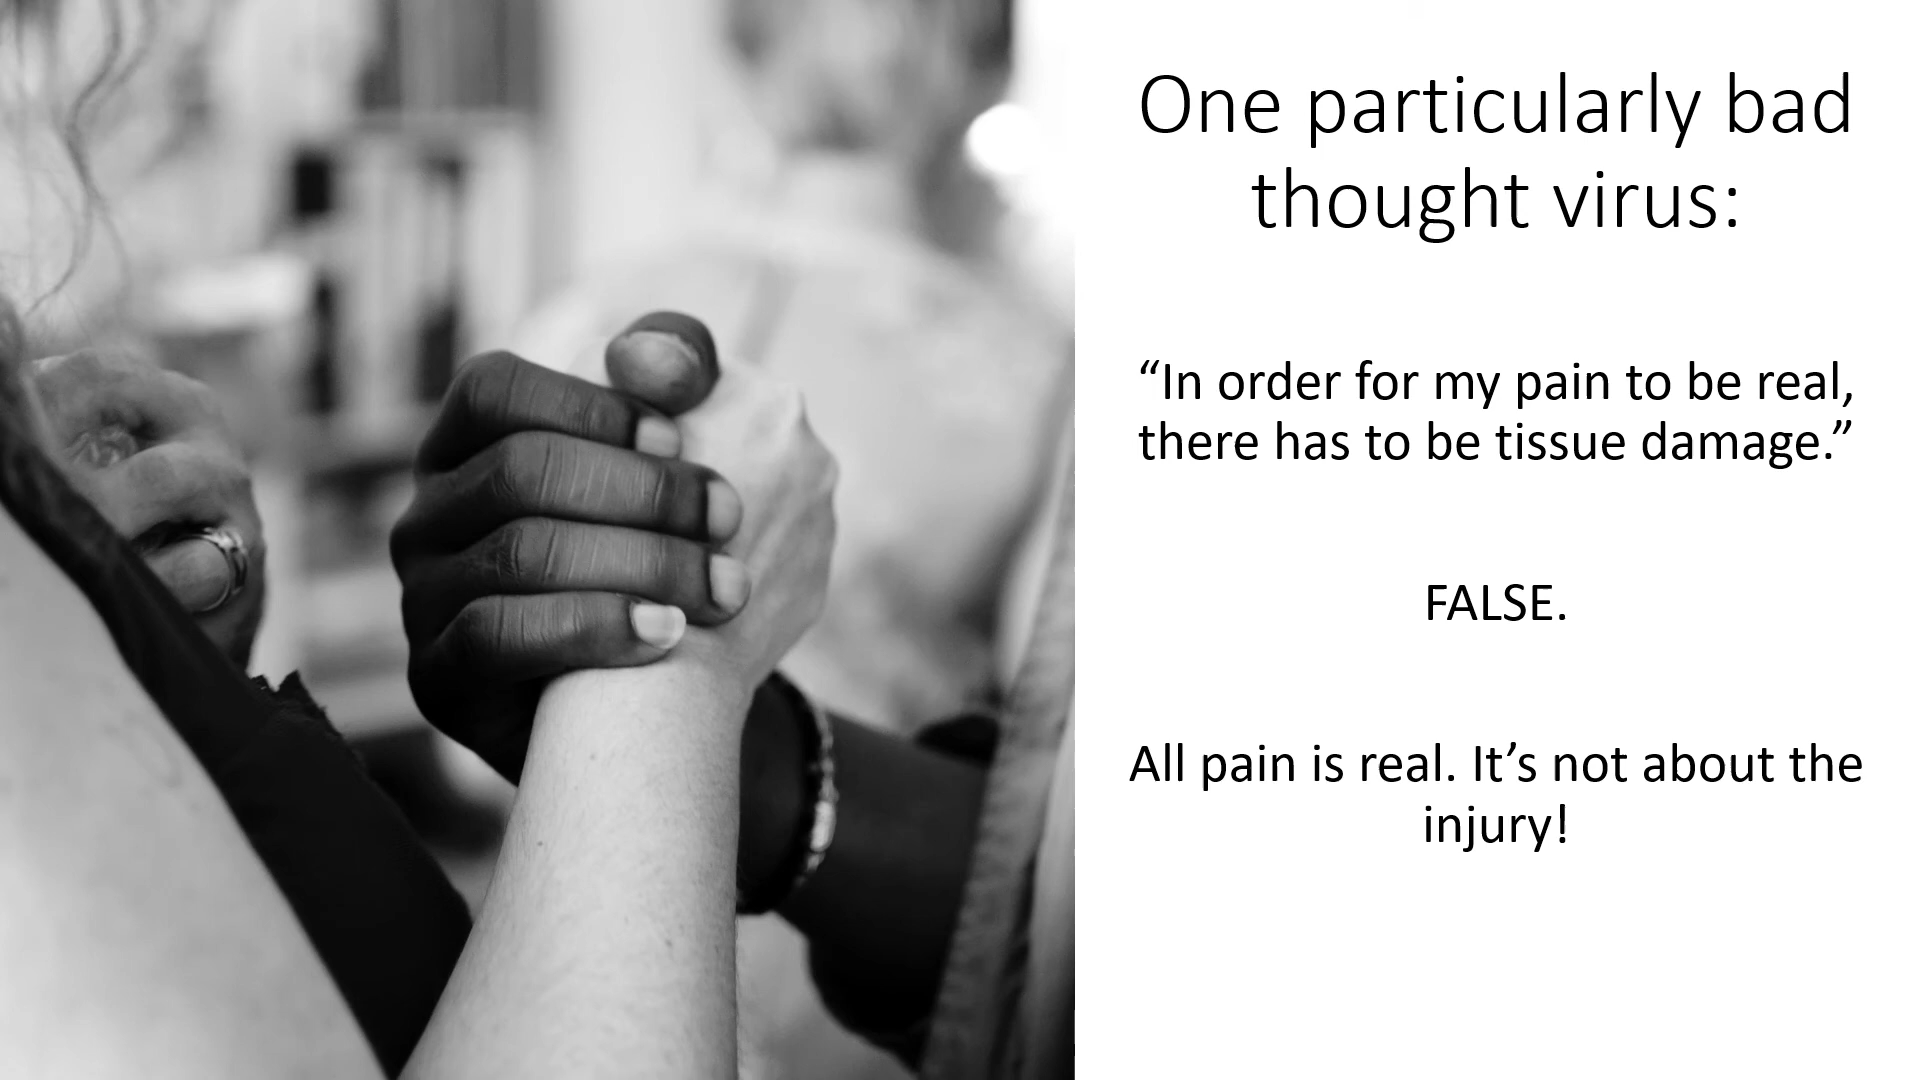 One particularly bad
thought virus:
“In order for my pain to be real,
there has to be tissue damage.”
FALSE.
All pain is real. It’s not about the
injury!